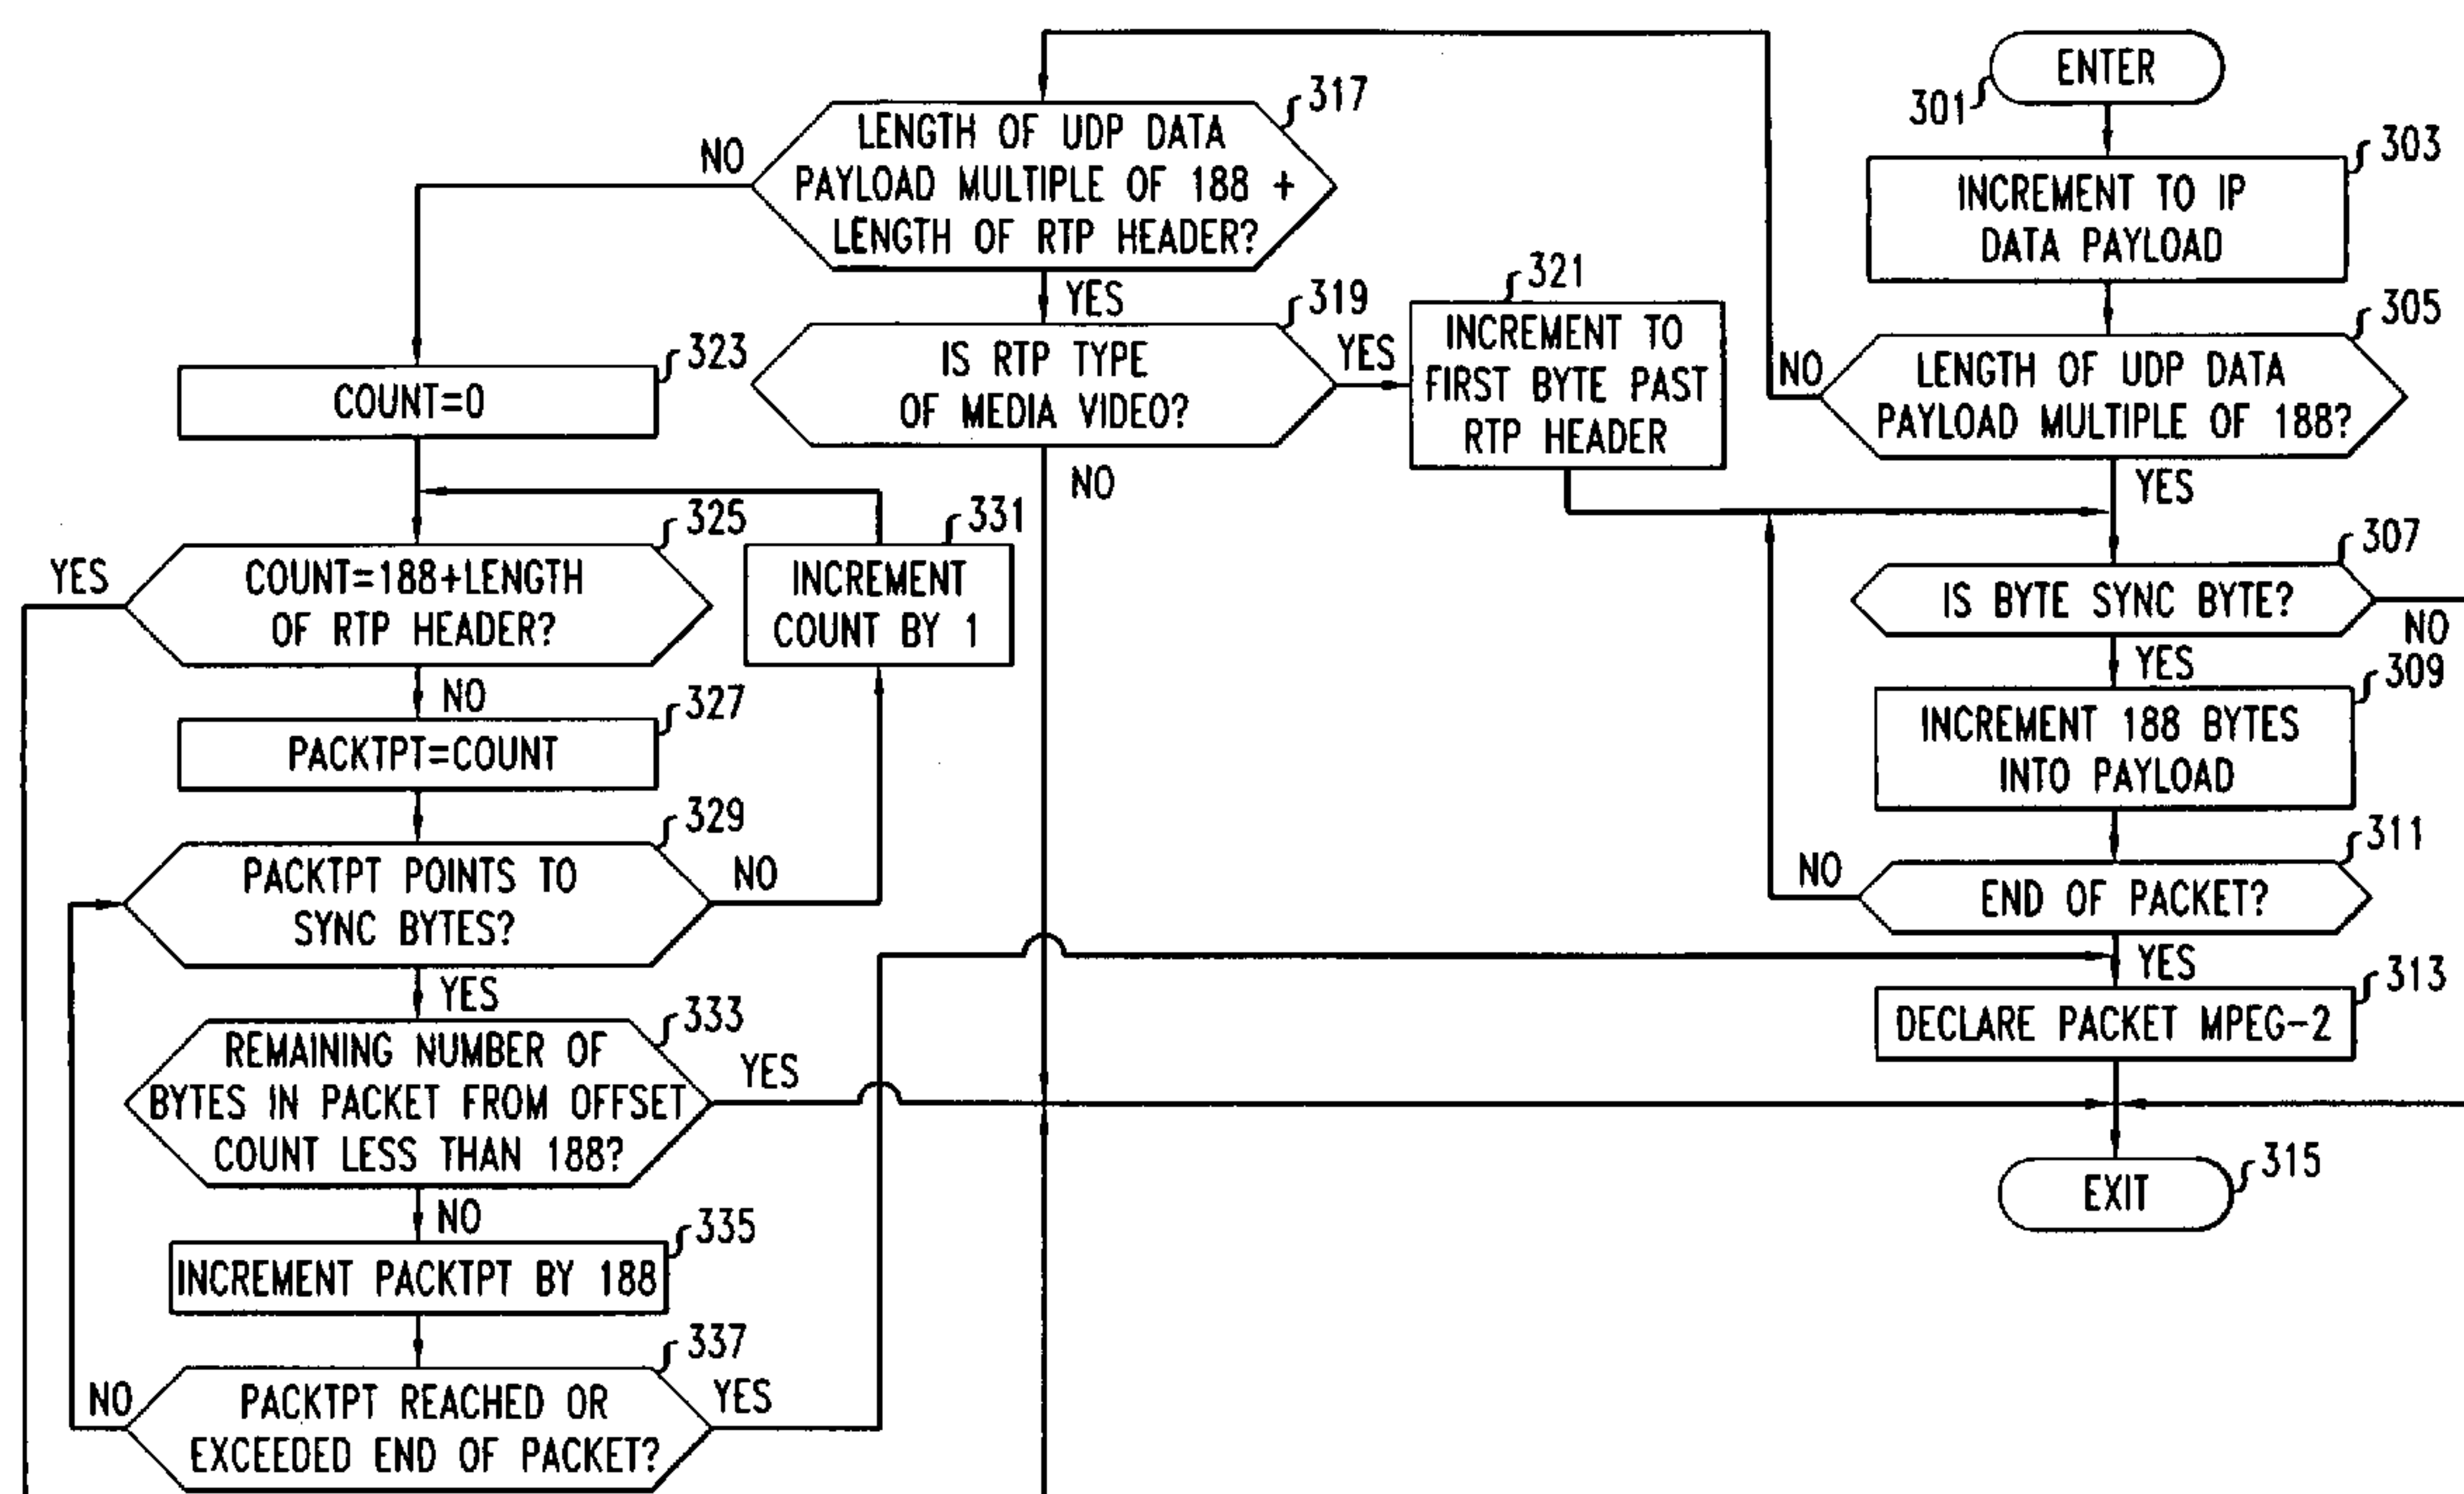 ENTER
301
303
INCREMENT TO IP
DATA PAYLOAD
305
LENGTH OF UDP DATA
PAYLOAD MULTIPLE OF 188?
NO
YES
307
IS BYTE SYNC BYTE?
NO
YES
309
INCREMENT 188 BYTES
INTO PAYLOAD
311
END OF PACKET?
NO
YES
313
DECLARE PACKET MPEG-2
EXIT
315
317
LENGTH OF UDP DATA
PAYLOAD MULTIPLE OF 188 +
LENGTH OF RTP HEADER?
NO
YES
319
IS RTP TYPE
OF MEDIA VIDEO?
YES
NO
321
INCREMENT TO
FIRST BYTE PAST
RTP HEADER
323
COUNT=0
325
COUNT=188+LENGTH
OF RTP HEADER?
YES
NO
327
PACKTPT=COUNT
329
PACKTPT POINTS TO
SYNC BYTES?
NO
YES
331
INCREMENT
COUNT BY 1
333
REMAINING NUMBER OF
BYTES IN PACKET FROM OFFSET
COUNT LESS THAN 188?
YES
NO
335
INCREMENT PACKTPT BY 188
337
PACKTPT REACHED OR
EXCEEDED END OF PACKET?
NO
YES